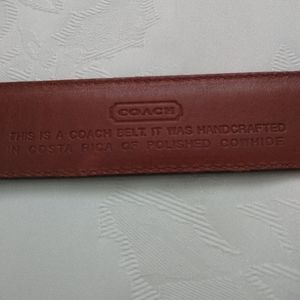 COACH
THIS IS A COACH BELT. IT WAS HANDCRAFTED
IN COSTA RICA OF POLISHED COWHIDE